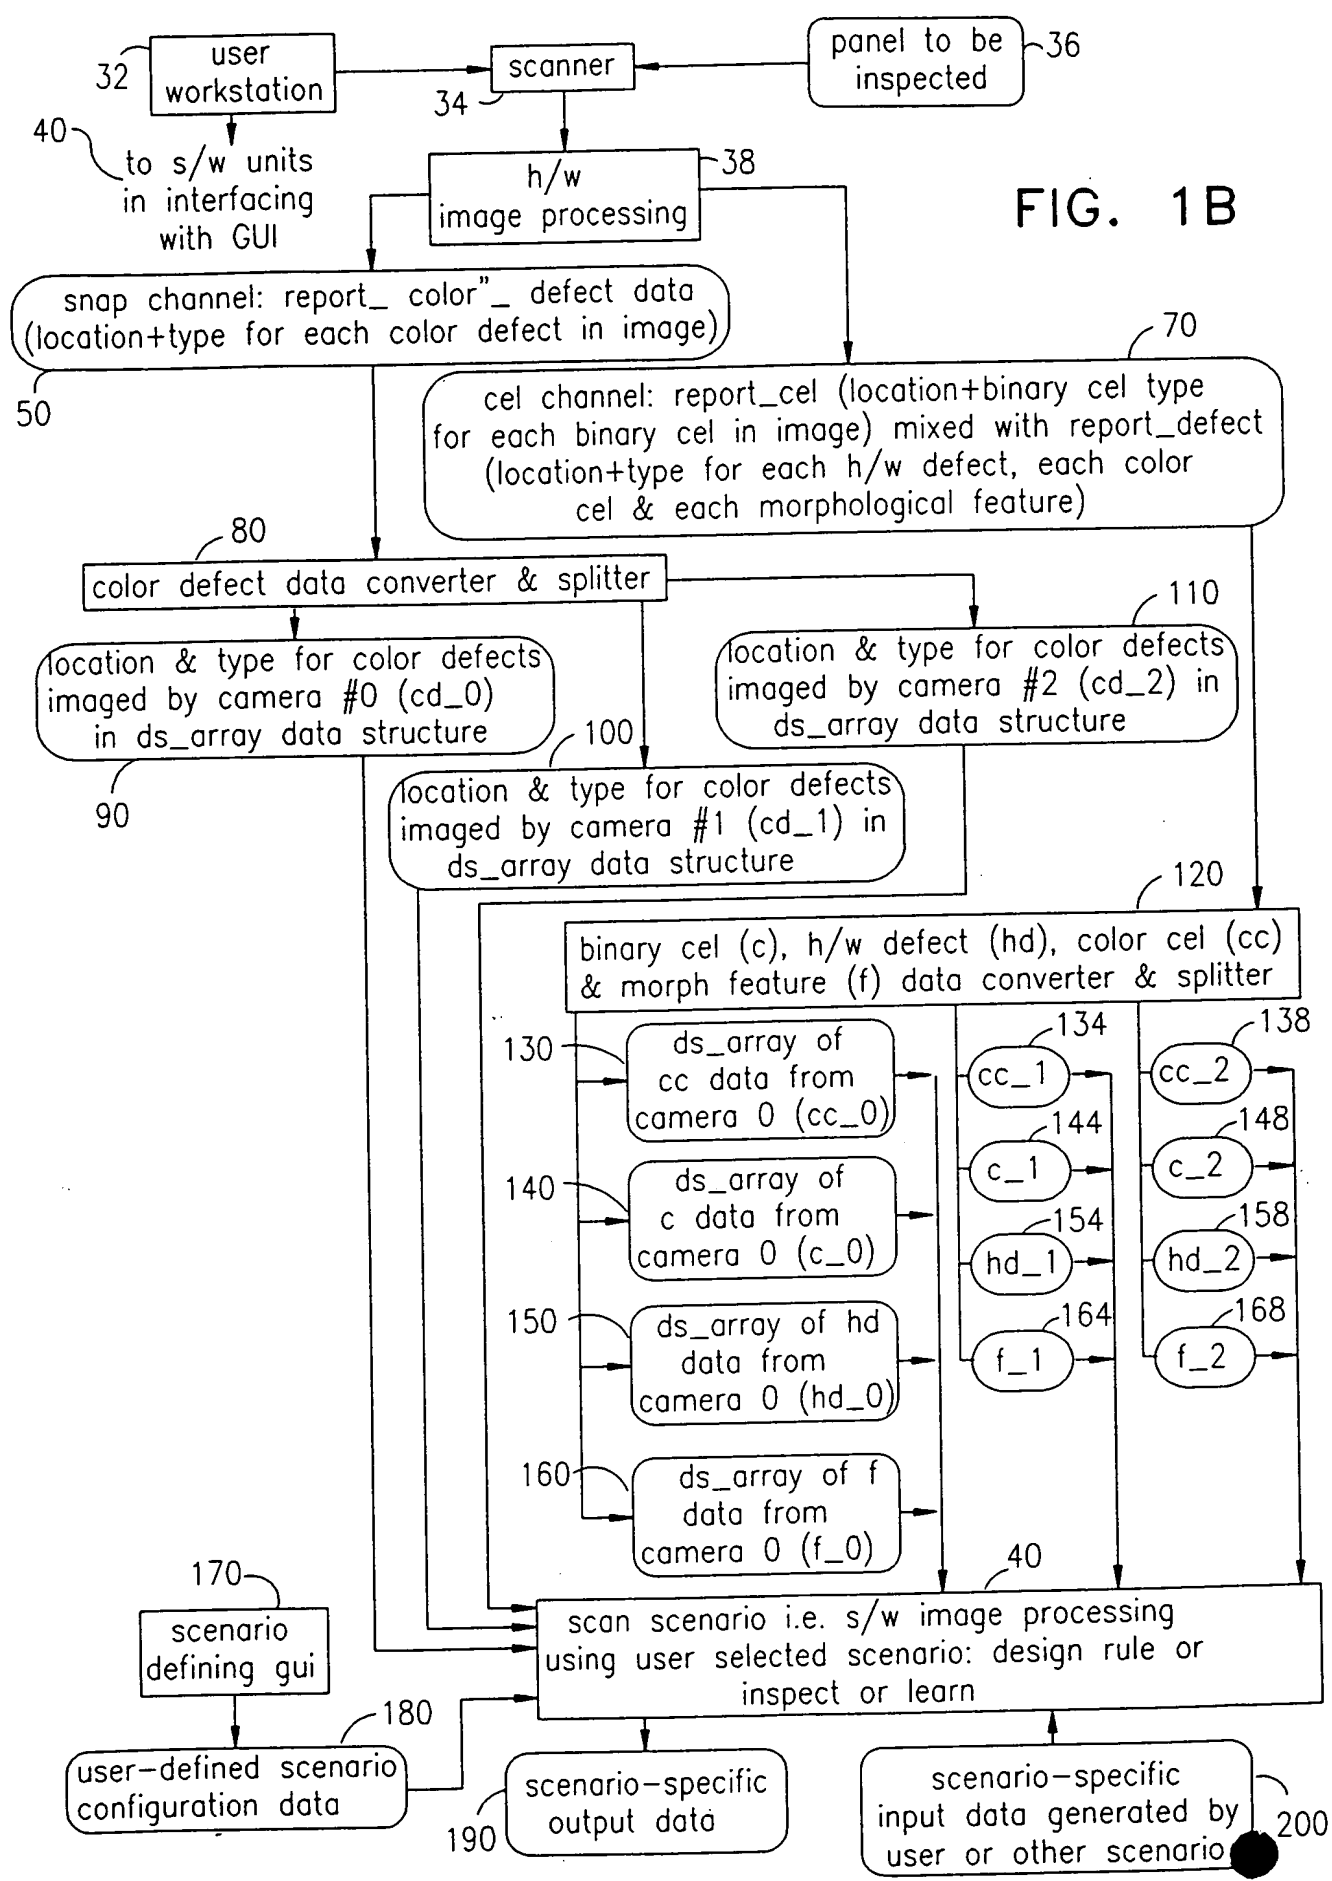 user
workstation
32
scanner
34
panel to be
inspected
36
40
to s/w units
in interfacing
with GUI
h/w
image processing
38
FIG. 1B
snap channel: report_ color"_ defect data
(location+type for each color defect in image)
50
70
cel channel: report_cel (location+binary cel type
for each binary cel in image) mixed with report_defect
(location+type for each h/w defect, each color
cel & each morphological feature)
80
color defect data converter & splitter
110
location & type for color defects
imaged by camera #0 (cd_0)
in ds_array data structure
90
location & type for color defects
imaged by camera #2 (cd_2) in
ds_array data structure
100
location & type for color defects
imaged by camera #1 (cd_1) in
ds_array data structure
120
binary cel (c), h/w defect (hd), color cel (cc)
& morph feature (f) data converter & splitter
130
ds_array of
cc data from
camera 0 (cc_0)
134
cc_1
138
cc_2
140
ds_array of
c data from
camera 0 (c_0)
144
c_1
148
c_2
154
hd_1
158
hd_2
150
ds_array of hd
data from
camera 0 (hd_0)
164
f_1
168
f_2
160
ds_array of f
data from
camera 0 (f_0)
40
scan scenario i.e. s/w image processing
using user selected scenario: design rule or
inspect or learn
170
scenario
defining gui
180
user-defined scenario
configuration data
190
scenario-specific
output data
scenario-specific
input data generated by
user or other scenario
200